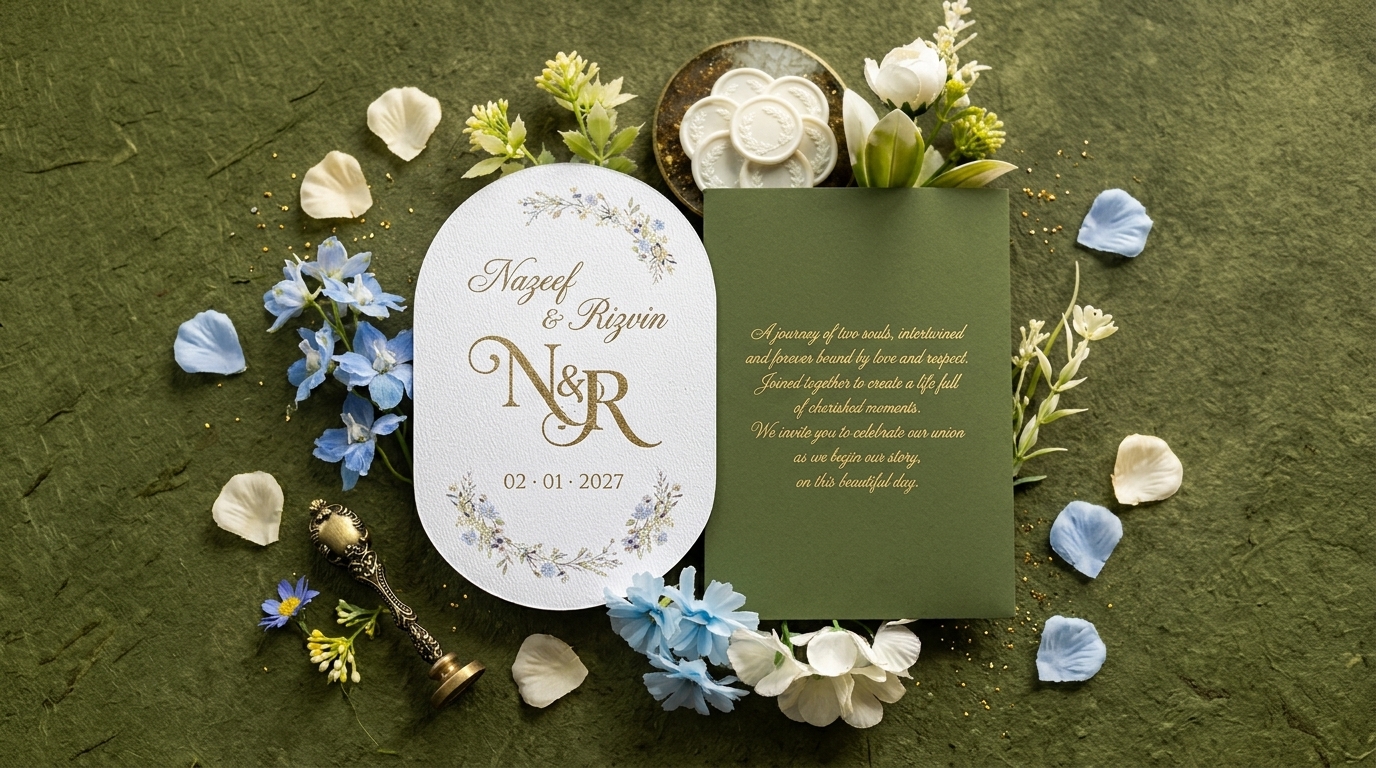 Nazeef
& Rizvin
N&R
02 · 01 · 2027
A journey of two souls, intertwined
and forever bound by love and respect.
Joined together to create a life full
of cherished moments.
We invite you to celebrate our union
as we begin our story,
on this beautiful day.